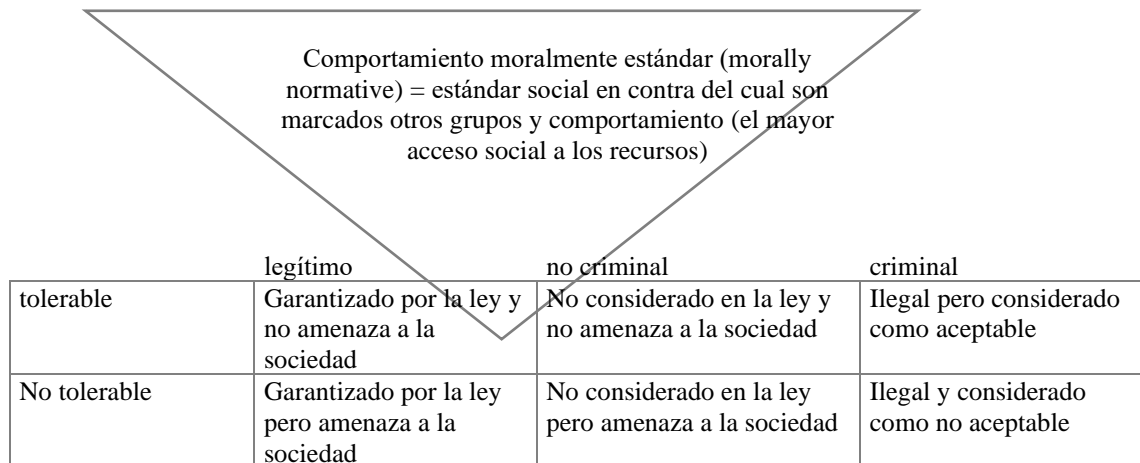 Comportamiento moralmente estándar (morally
normative) = estándar social en contra del cual son
marcados otros grupos y comportamiento (el mayor
acceso social a los recursos)
legítimo no criminal criminal
tolerable Garantizado por la ley y No considerado en la ley y Ilegal pero considerado
no amenaza a la no amenaza a la sociedad como aceptable
sociedad
No tolerable Garantizado por la ley No considerado en la ley Ilegal y considerado
pero amenaza a la pero amenaza a la sociedad como no aceptable
sociedad